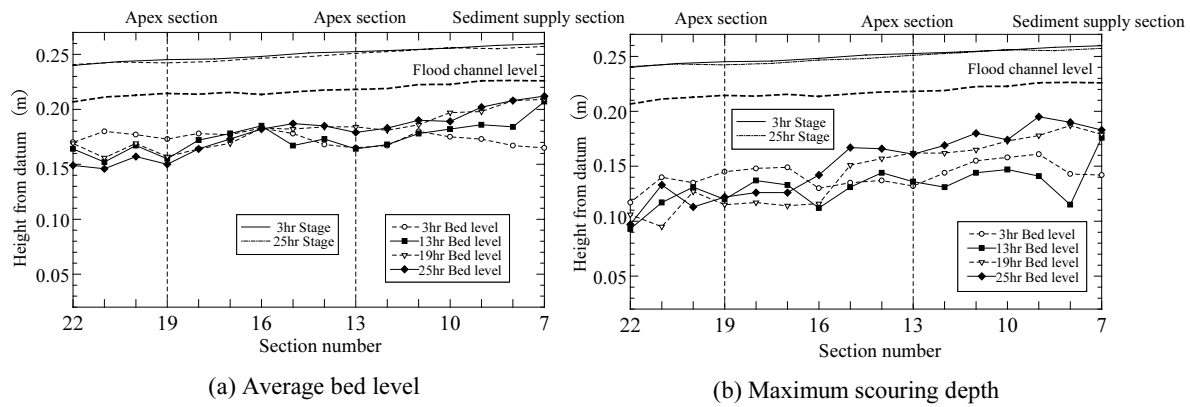 Apex section Apex section Sediment supply section
0.25
0.20
0.15
0.10
0.05
Height from datum (m)
Flood channel level
3hr Stage
25hr Stage
3hr Bed level
13hr Bed level
19hr Bed level
25hr Bed level
22 19 16 13 10 7
Section number
(a) Average bed level
Apex section Apex section Sediment supply section
0.25
0.20
0.15
0.10
0.05
Height from datum (m)
Flood channel level
3hr Stage
25hr Stage
3hr Bed level
13hr Bed level
19hr Bed level
25hr Bed level
22 19 16 13 10 7
Section number
(b) Maximum scouring depth